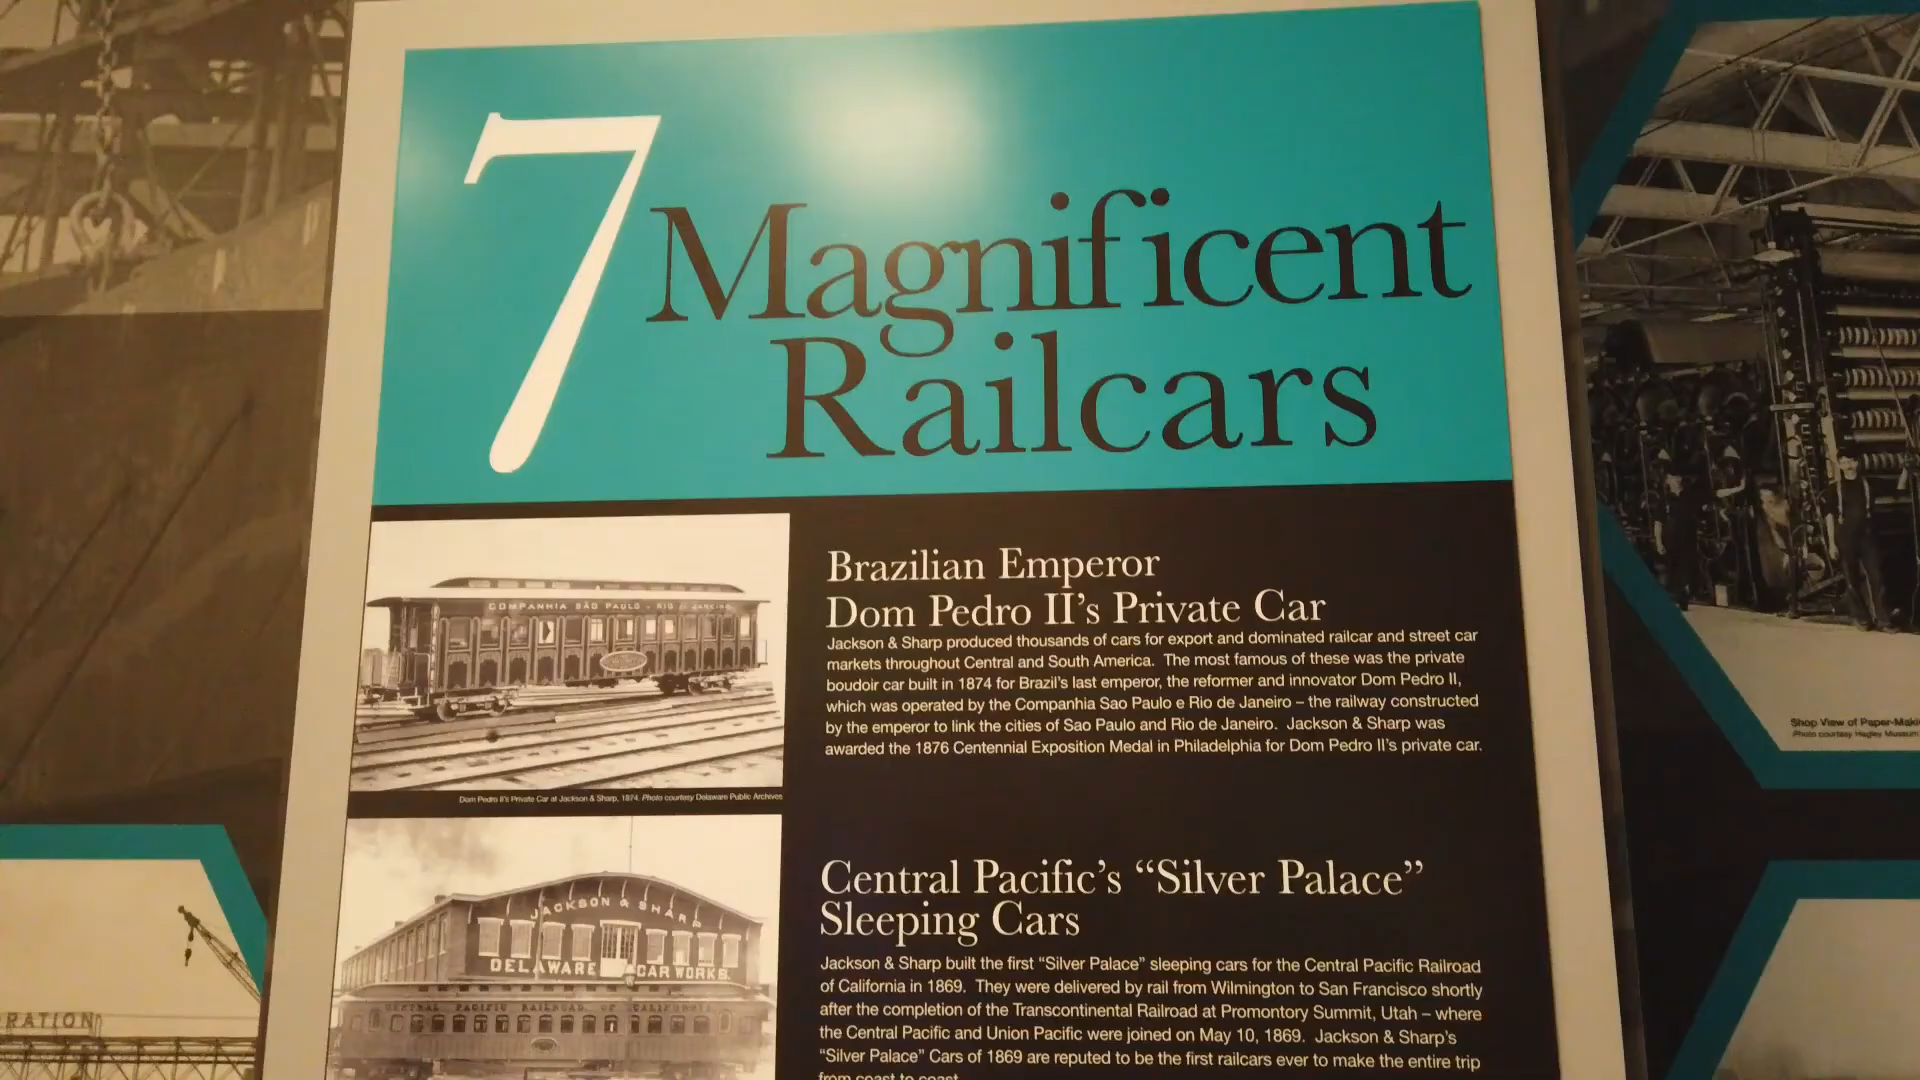 7
Magnificent
Railcars
COMPANHIA SÃO PAULO - RIO DE JANEIRO
Dom Pedro II's Private Car at Jackson & Sharp, 1874. Photo courtesy Delaware Public Archives
Brazilian Emperor
Dom Pedro II's Private Car
Jackson & Sharp produced thousands of cars for export and dominated railcar and street car
markets throughout Central and South America. The most famous of these was the private
boudoir car built in 1874 for Brazil's last emperor, the reformer and innovator Dom Pedro II,
which was operated by the Companhia Sao Paulo e Rio de Janeiro – the railway constructed
by the emperor to link the cities of Sao Paulo and Rio de Janeiro. Jackson & Sharp was
awarded the 1876 Centennial Exposition Medal in Philadelphia for Dom Pedro II's private car.
JACKSON & SHARP
DELAWARE CAR WORKS.
CENTRAL PACIFIC RAILROAD OF CALIFORNIA
Central Pacific's “Silver Palace”
Sleeping Cars
Jackson & Sharp built the first “Silver Palace” sleeping cars for the Central Pacific Railroad
of California in 1869. They were delivered by rail from Wilmington to San Francisco shortly
after the completion of the Transcontinental Railroad at Promontory Summit, Utah – where
the Central Pacific and Union Pacific were joined on May 10, 1869. Jackson & Sharp's
“Silver Palace” Cars of 1869 are reputed to be the first railcars ever to make the entire trip
from coast to coast
Shop View of Paper-Maki
Photo courtesy Hagley Museum
RATION